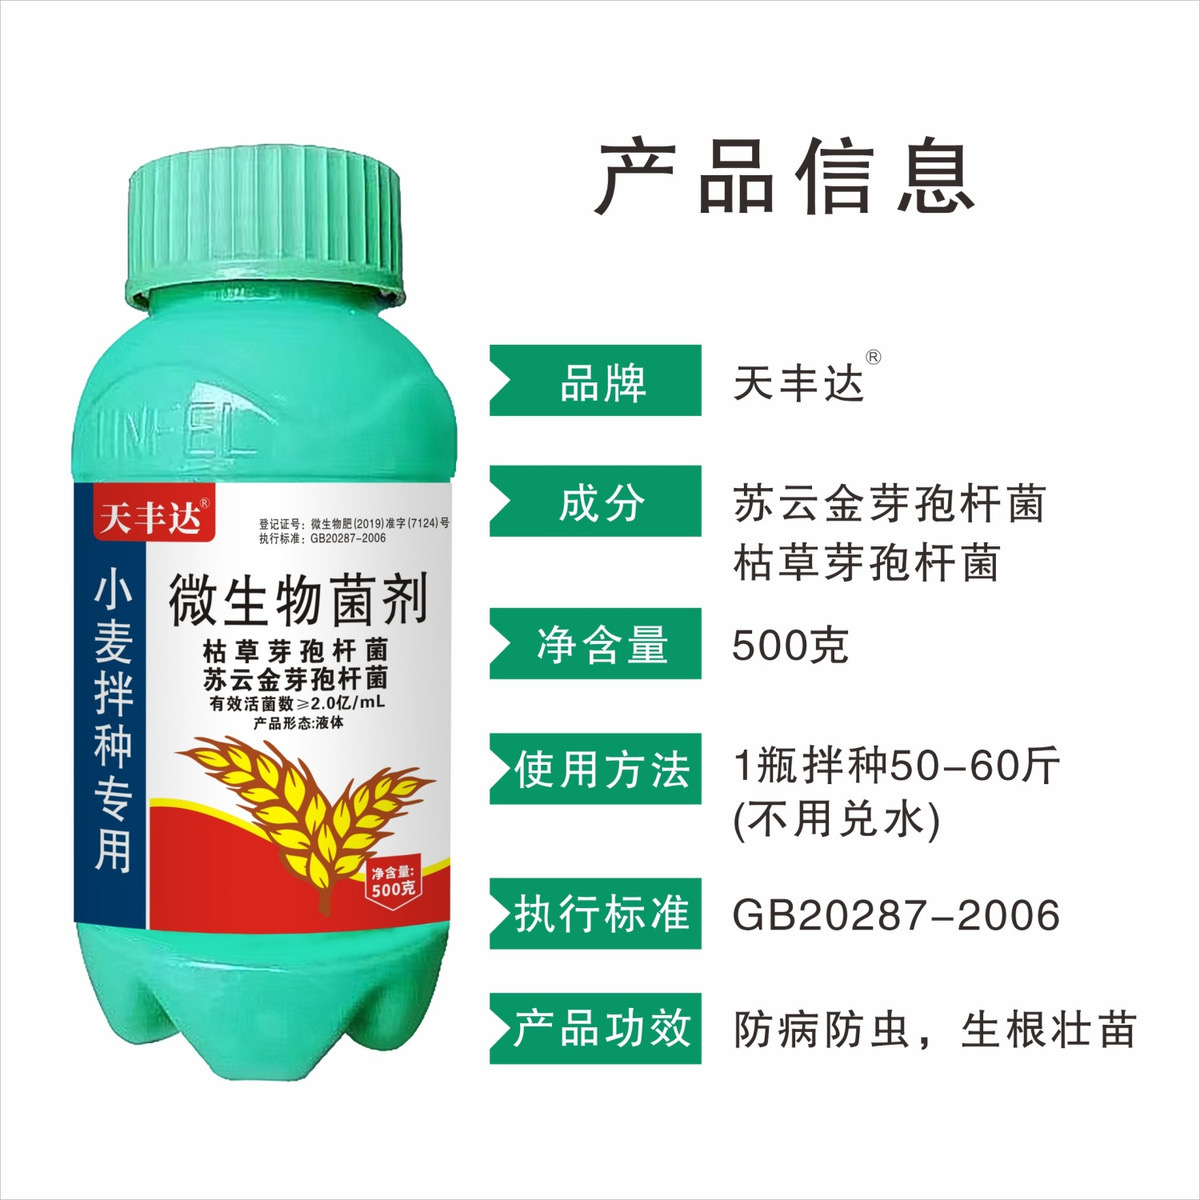 产品信息
品牌
天丰达®
成分
苏云金芽孢杆菌
枯草芽孢杆菌
净含量
500克
使用方法
1瓶拌种50-60斤
(不用兑水)
执行标准
GB20287-2006
产品功效
防病防虫，生根壮苗
天丰达®
登记证号：微生物肥(2019)准字(7124)号
执行标准：GB20287-2006
小麦拌种专用
微生物菌剂
枯草芽孢杆菌
苏云金芽孢杆菌
有效活菌数≥2.0亿/mL
产品形态:液体
净含量:
500克